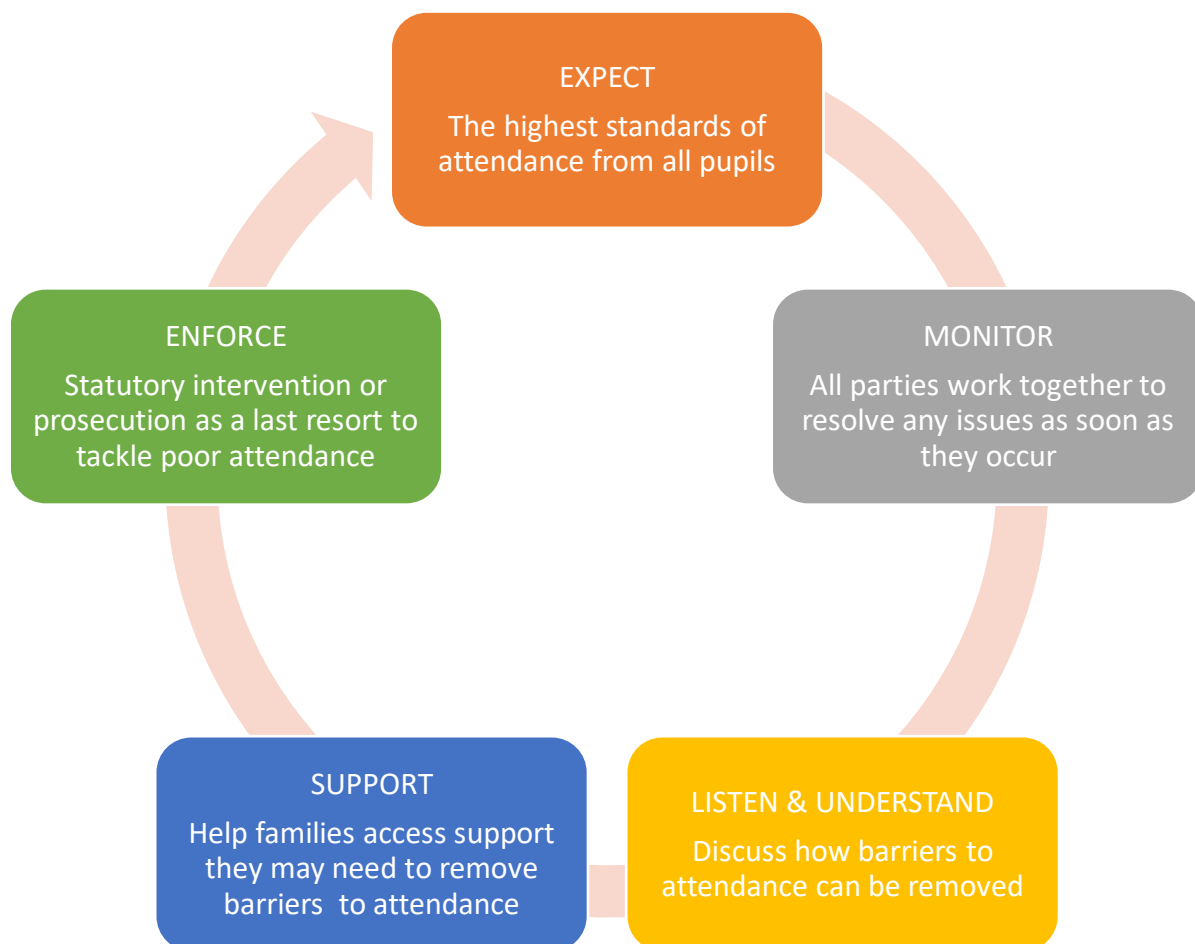 EXPECT
The highest standards of
attendance from all pupils
MONITOR
All parties work together to
resolve any issues as soon as
they occur
LISTEN & UNDERSTAND
Discuss how barriers to
attendance can be removed
SUPPORT
Help families access support
they may need to remove
barriers  to attendance
ENFORCE
Statutory intervention or
prosecution as a last resort to
tackle poor attendance